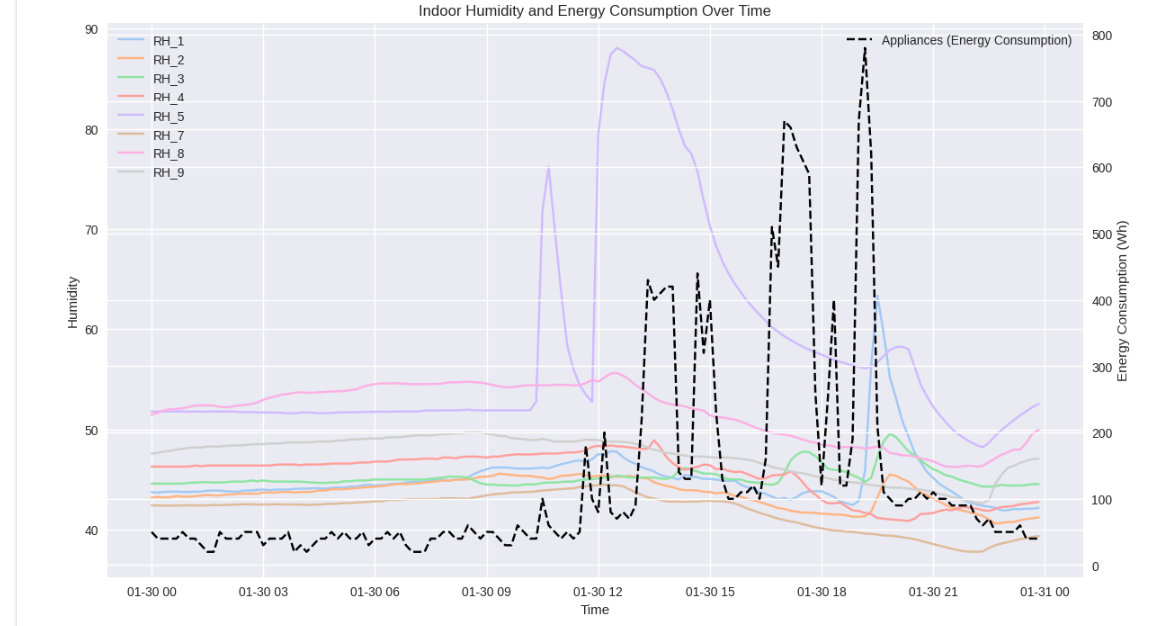 Indoor Humidity and Energy Consumption Over Time
90
80
70
60
50
40
Humidity
RH_1
RH_2
RH_3
RH_4
RH_5
RH_7
RH_8
RH_9
Appliances (Energy Consumption)
800
700
600
500
400
300
200
100
0
Energy Consumption (Wh)
01-30 00 01-30 03 01-30 06 01-30 09 01-30 12 01-30 15 01-30 18 01-30 21 01-31 00
Time